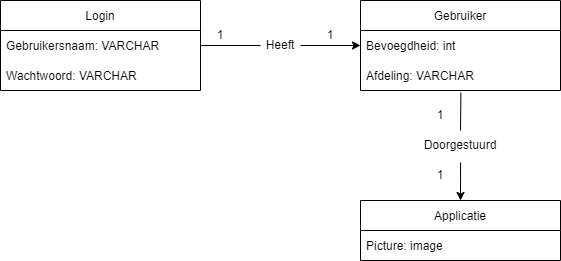 Login
Gebruikersnaam: VARCHAR
Wachtwoord: VARCHAR
1
Heeft
1
Gebruiker
Bevoegdheid: int
Afdeling: VARCHAR
1
Doorgestuurd
1
Applicatie
Picture: image